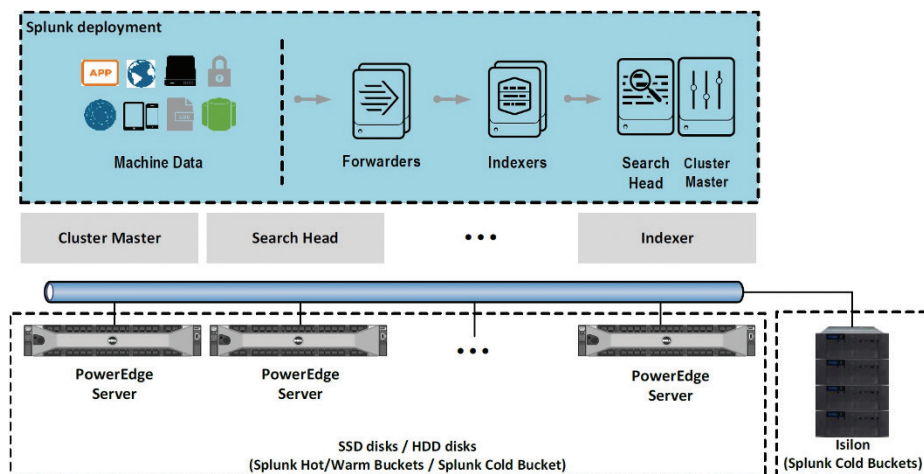 Splunk deployment
APP
Machine Data
Forwarders
Indexers
Search
Head
Cluster
Master
Cluster Master
Search Head
•••
Indexer
PowerEdge
Server
PowerEdge
Server
•••
PowerEdge
Server
SSD disks / HDD disks
(Splunk Hot/Warm Buckets / Splunk Cold Bucket)
Isilon
(Splunk Cold Buckets)